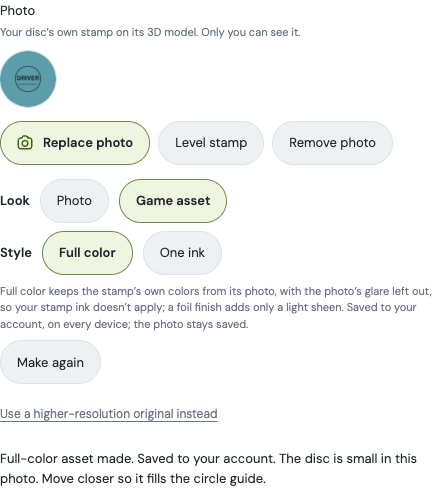 Photo
Your disc’s own stamp on its 3D model. Only you can see it.
DRIVER
Replace photo
Level stamp
Remove photo
Look
Photo
Game asset
Style
Full color
One ink
Full color keeps the stamp’s own colors from its photo, with the photo’s glare left out,
so your stamp ink doesn’t apply; a foil finish adds only a light sheen. Saved to your
account, on every device; the photo stays saved.
Make again
Use a higher-resolution original instead
Full-color asset made. Saved to your account. The disc is small in this
photo. Move closer so it fills the circle guide.